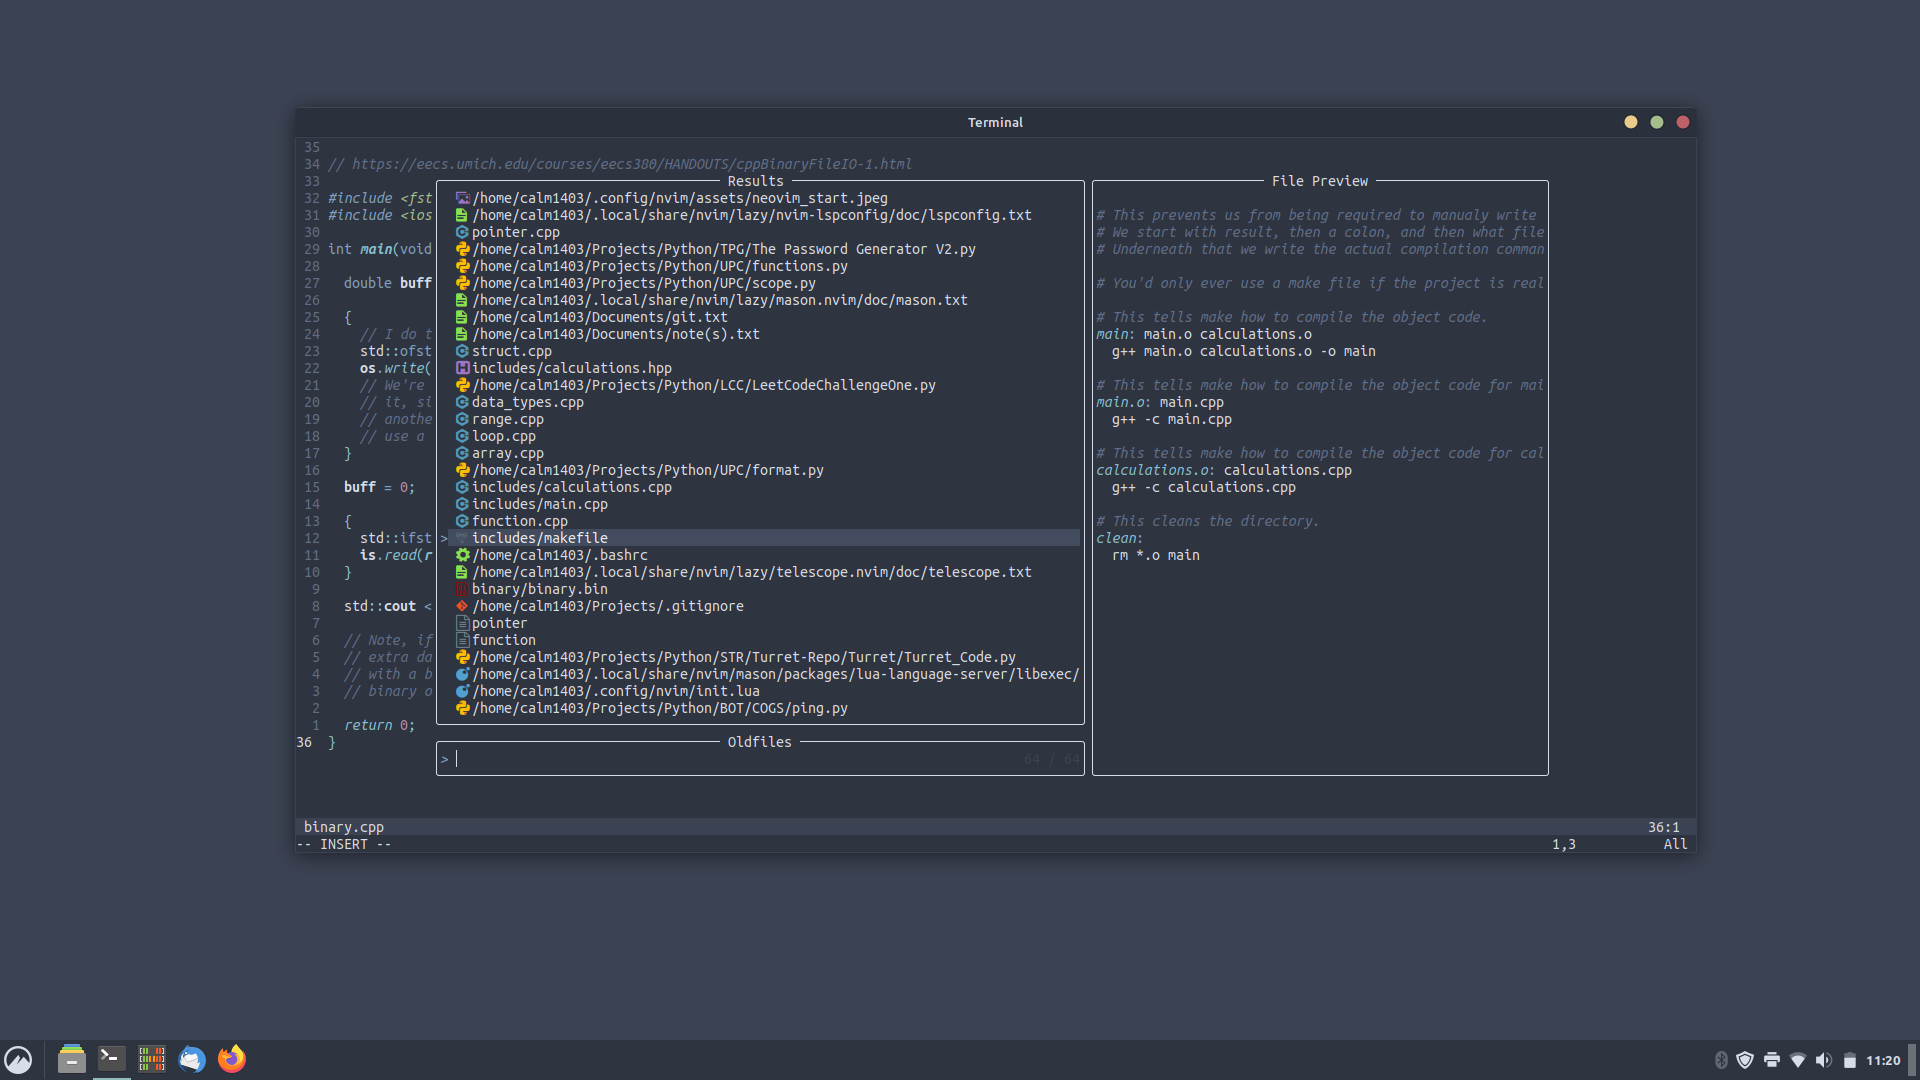 Terminal
35
34 // https://eecs.umich.edu/courses/eecs380/HANDOUTS/cppBinaryFileIO-1.html
33
32 #include <fst
31 #include <ios
30
29 int main(void
28
27 double buff
26
25 {
24 // I do t
23 std::ofst
22 os.write(
21 // We're
20 // it, si
19 // anothe
18 // use a
17 }
16
15 buff = 0;
14
13 {
12 std::ifst
11 is.read(r
10 }
9
8 std::cout <
7
6 // Note, if
5 // extra da
4 // with a b
3 // binary o
2
1 return 0;
36 }
Results
/home/calm1403/.config/nvim/assets/neovim_start.jpeg
/home/calm1403/.local/share/nvim/lazy/nvim-lspconfig/doc/lspconfig.txt
pointer.cpp
/home/calm1403/Projects/Python/TPG/The Password Generator V2.py
/home/calm1403/Projects/Python/UPC/functions.py
/home/calm1403/Projects/Python/UPC/scope.py
/home/calm1403/.local/share/nvim/lazy/mason.nvim/doc/mason.txt
/home/calm1403/Documents/git.txt
/home/calm1403/Documents/note(s).txt
struct.cpp
includes/calculations.hpp
/home/calm1403/Projects/Python/LCC/LeetCodeChallengeOne.py
data_types.cpp
range.cpp
loop.cpp
array.cpp
/home/calm1403/Projects/Python/UPC/format.py
includes/calculations.cpp
includes/main.cpp
function.cpp
> includes/makefile
/home/calm1403/.bashrc
/home/calm1403/.local/share/nvim/lazy/telescope.nvim/doc/telescope.txt
binary/binary.bin
/home/calm1403/Projects/.gitignore
pointer
function
/home/calm1403/Projects/Python/STR/Turret-Repo/Turret/Turret_Code.py
/home/calm1403/.local/share/nvim/mason/packages/lua-language-server/libexec/
/home/calm1403/.config/nvim/init.lua
/home/calm1403/Projects/Python/BOT/COGS/ping.py
Oldfiles
> 64 / 64
File Preview
# This prevents us from being required to manualy write
# We start with result, then a colon, and then what file
# Underneath that we write the actual compilation comman
# You'd only ever use a make file if the project is real
# This tells make how to compile the object code.
main: main.o calculations.o
g++ main.o calculations.o -o main
# This tells make how to compile the object code for mai
main.o: main.cpp
g++ -c main.cpp
# This tells make how to compile the object code for cal
calculations.o: calculations.cpp
g++ -c calculations.cpp
# This cleans the directory.
clean:
rm *.o main
binary.cpp 36:1
-- INSERT -- 1,3 All
11:20